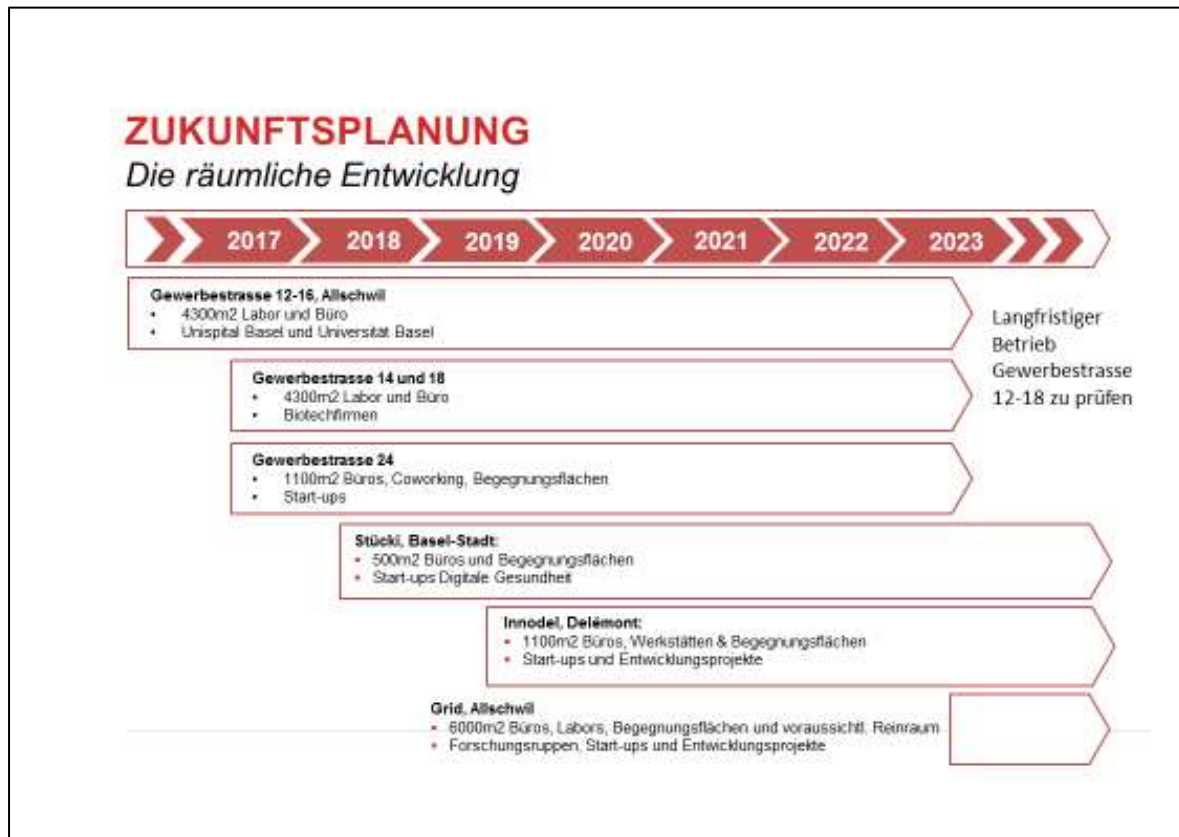 ZUKUNFTSPLANUNG
Die räumliche Entwicklung
2017 2018 2019 2020 2021 2022 2023
Gewerbestrasse 12-16, Allschwil
• 4300m2 Labor und Büro
• Unispital Basel und Universität Basel
Langfristiger
Betrieb
Gewerbestrasse
12-18 zu prüfen
Gewerbestrasse 14 und 18
• 4300m2 Labor und Büro
• Biotechfirmen
Gewerbestrasse 24
• 1100m2 Büros, Coworking, Begegnungsflächen
• Start-ups
Stücki, Basel-Stadt:
• 500m2 Büros und Begegnungsflächen
• Start-ups Digitale Gesundheit
Innodel, Delémont:
• 1100m2 Büros, Werkstätten & Begegnungsflächen
• Start-ups und Entwicklungsprojekte
Grid, Allschwil
• 6000m2 Büros, Labors, Begegnungsflächen und voraussichtl. Reinraum
• Forschungsruppen, Start-ups und Entwicklungsprojekte